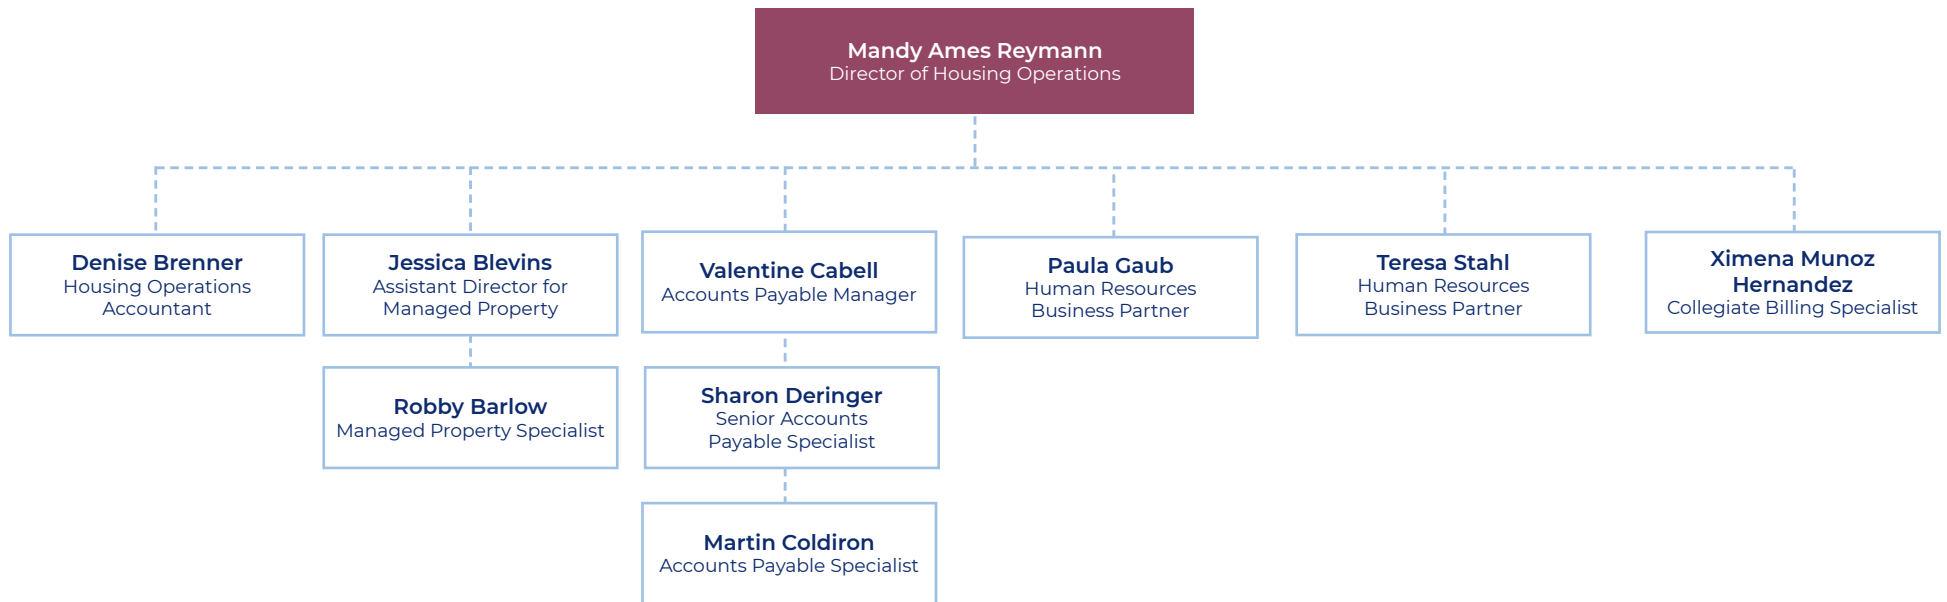 Mandy Ames Reymann
Director of Housing Operations
Denise Brenner
Housing Operations
Accountant
Jessica Blevins
Assistant Director for
Managed Property
Valentine Cabell
Accounts Payable Manager
Paula Gaub
Human Resources
Business Partner
Teresa Stahl
Human Resources
Business Partner
Ximena Munoz
Hernandez
Collegiate Billing Specialist
Robby Barlow
Managed Property Specialist
Sharon Deringer
Senior Accounts
Payable Specialist
Martin Coldiron
Accounts Payable Specialist